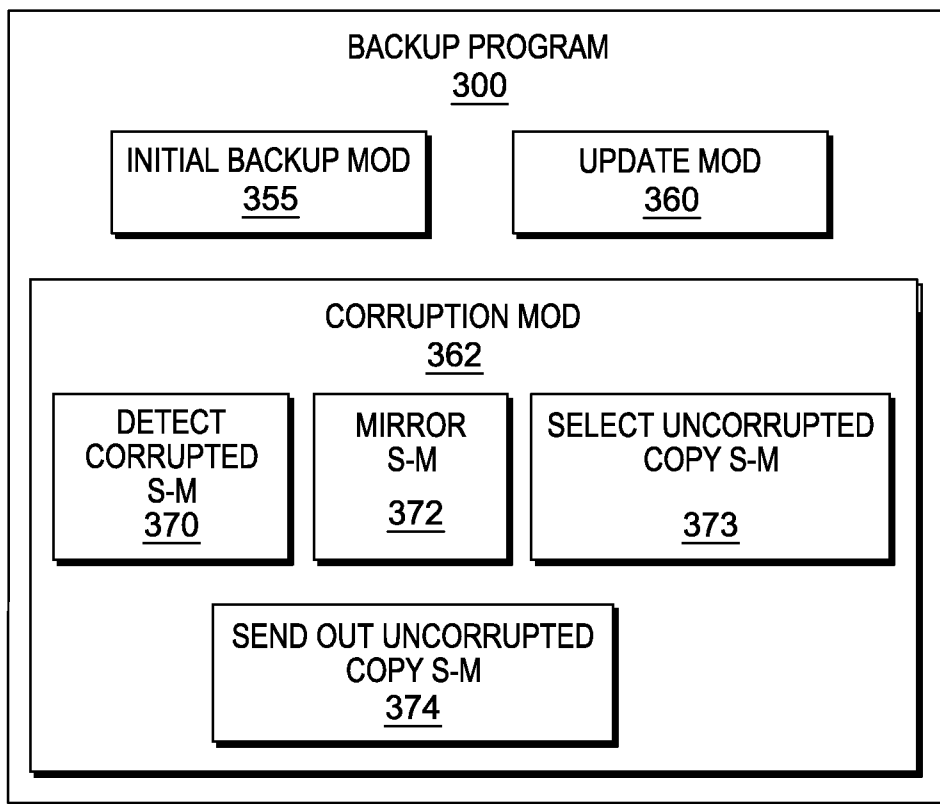 BACKUP PROGRAM
300
INITIAL BACKUP MOD
355
UPDATE MOD
360
CORRUPTION MOD
362
DETECT
CORRUPTED
S-M
370
MIRROR
S-M
372
SELECT UNCORRUPTED
COPY S-M
373
SEND OUT UNCORRUPTED
COPY S-M
374